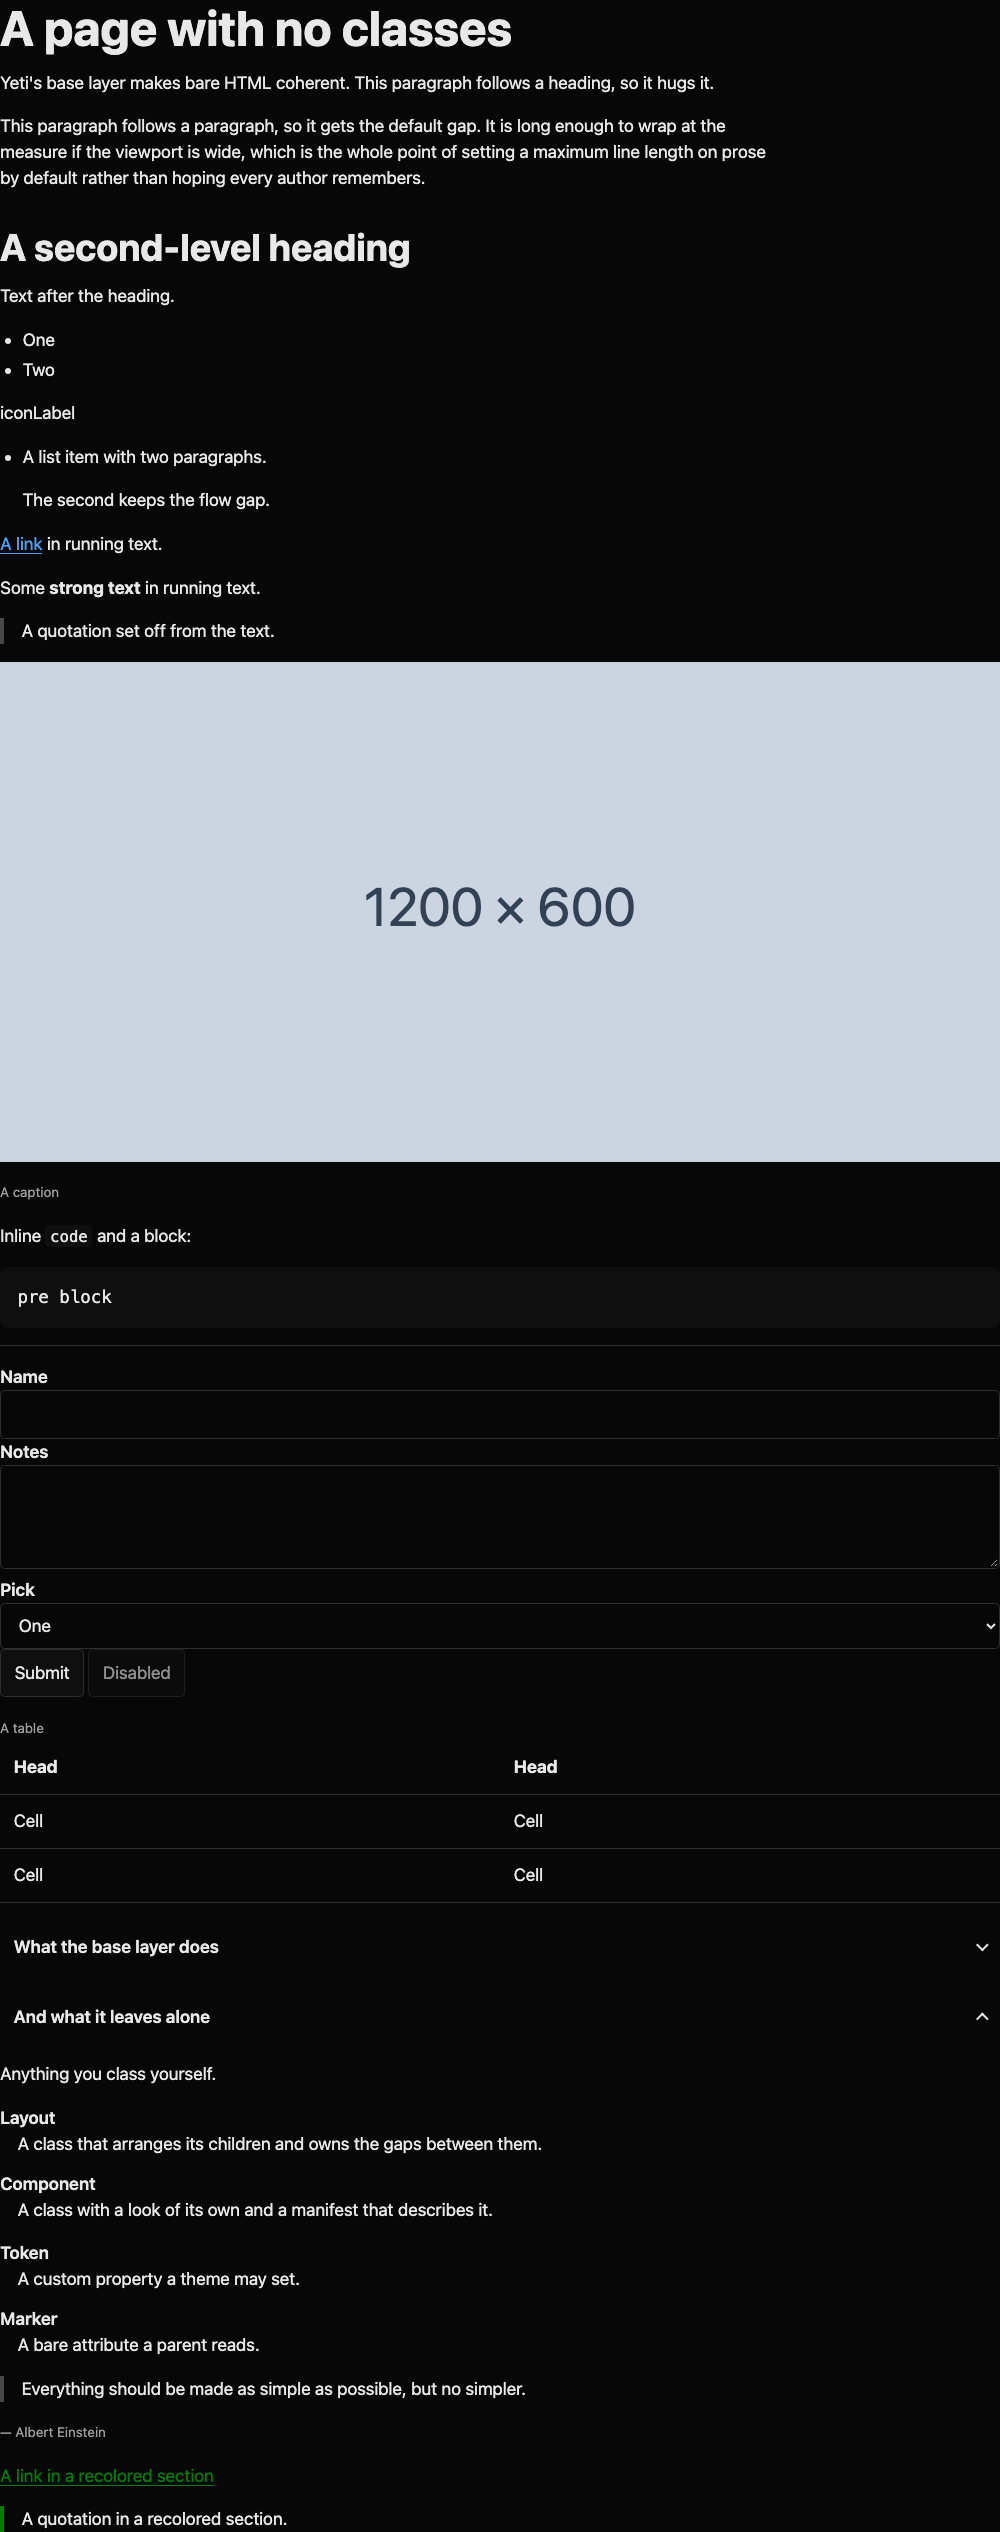 A page with no classes
Yeti's base layer makes bare HTML coherent. This paragraph follows a heading, so it hugs it.
This paragraph follows a paragraph, so it gets the default gap. It is long enough to wrap at the
measure if the viewport is wide, which is the whole point of setting a maximum line length on prose
by default rather than hoping every author remembers.
A second-level heading
Text after the heading.
• One
• Two
iconLabel
• A list item with two paragraphs.
The second keeps the flow gap.
A link in running text.
Some strong text in running text.
A quotation set off from the text.
1200 × 600
A caption
Inline code and a block:
pre block
Name
Notes
Pick
One
Submit Disabled
A table
Head Head
Cell Cell
Cell Cell
What the base layer does
And what it leaves alone
Anything you class yourself.
Layout
A class that arranges its children and owns the gaps between them.
Component
A class with a look of its own and a manifest that describes it.
Token
A custom property a theme may set.
Marker
A bare attribute a parent reads.
Everything should be made as simple as possible, but no simpler.
— Albert Einstein
A link in a recolored section
A quotation in a recolored section.